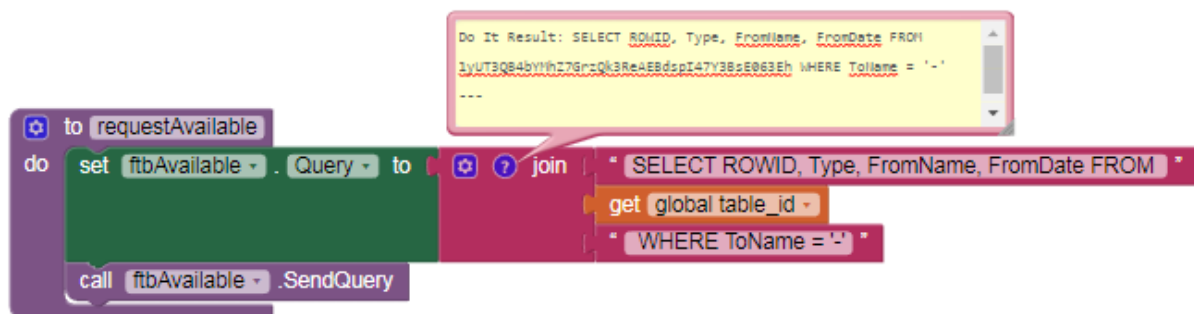 Do It Result: SELECT ROWID, Type, FromName, FromDate FROM
1yUT3QB4bYMhZ7GrzQk3ReAEBdspI47Y3BsE063Eh WHERE ToName = '-'
---
to requestAvailable
do set ftbAvailable . Query to join " SELECT ROWID, Type, FromName, FromDate FROM "
get global table_id
" WHERE ToName = '-' "
call ftbAvailable .SendQuery